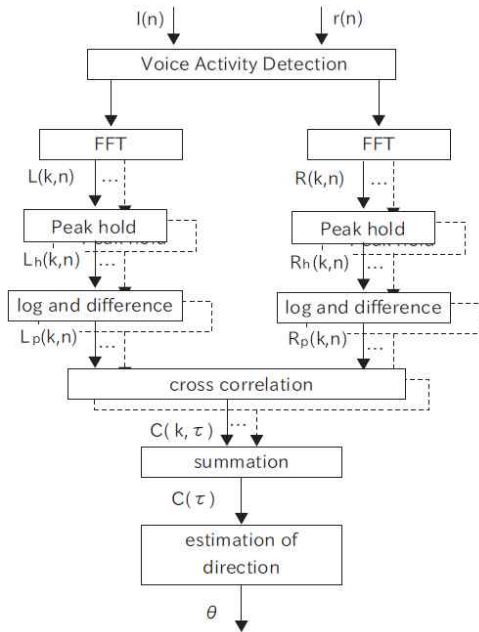 l(n) r(n)
Voice Activity Detection
FFT FFT
L(k,n) ... R(k,n) ...
Peak hold Peak hold
Lh(k,n) ... Rh(k,n) ...
log and difference log and difference
Lp(k,n) ... Rp(k,n) ...
cross correlation
C( k, τ) ...
summation
C( τ)
estimation of
direction
θ